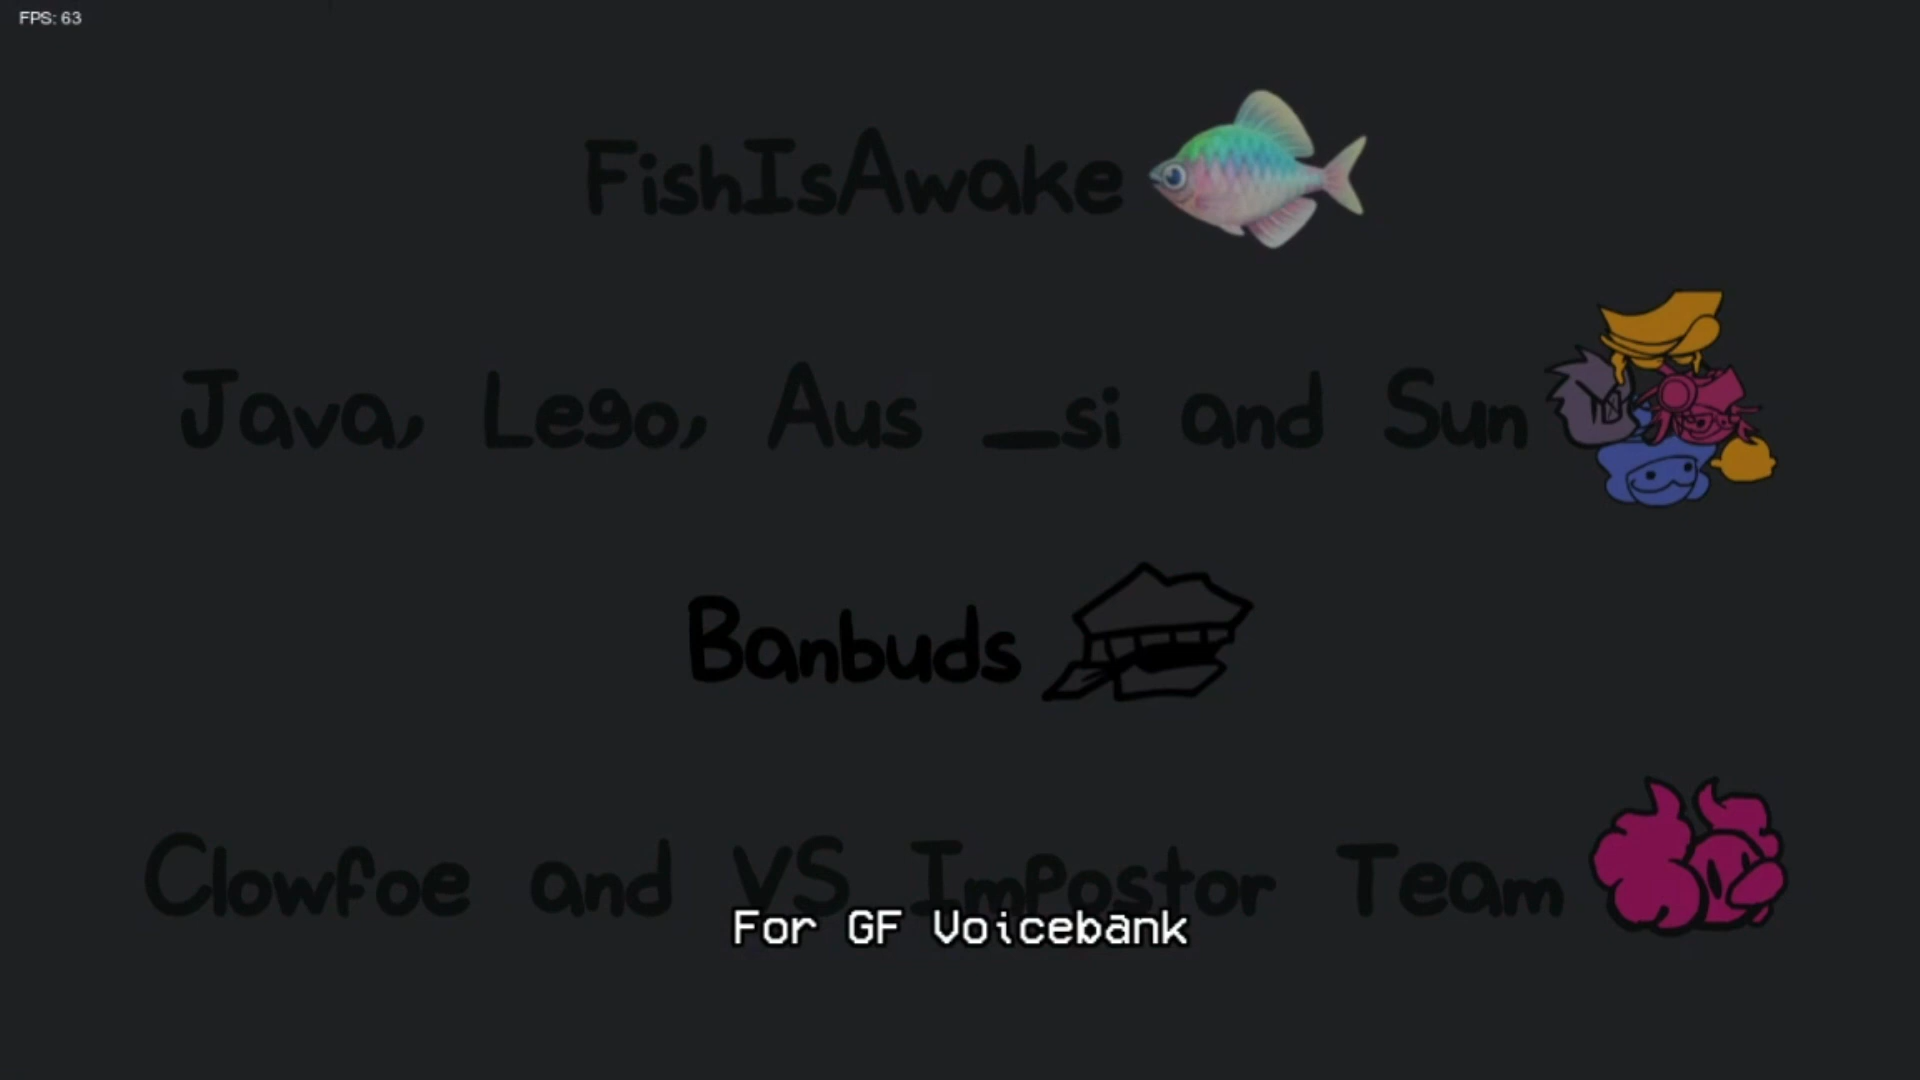 FPS: 63
FishIsAwake
Java, Lego, Aus _si and Sun
Banbuds
Clowfoe and VS Impostor Team
For GF Voicebank